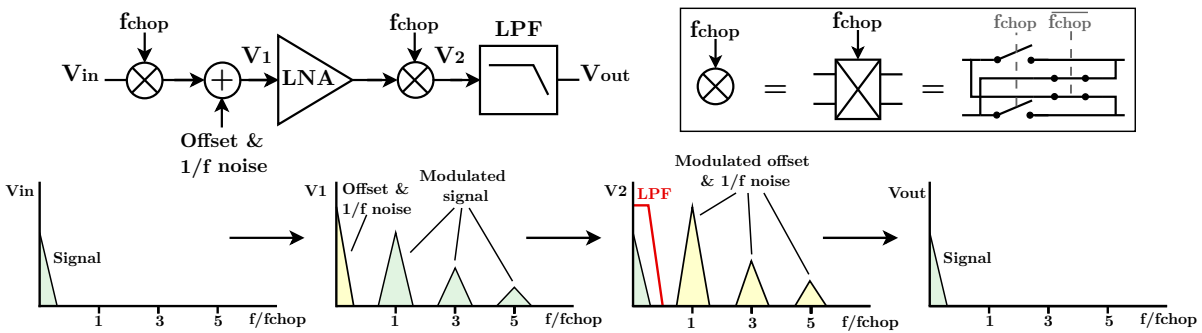 fchop
fchop
LPF
Vin
V1
LNA
V2
Vout
Offset &
1/f noise
fchop
fchop
fchop
fchop
=
=
Vin
Signal
1
3
5
f/fchop
V1
Offset &
1/f noise
Modulated
signal
1
3
5
f/fchop
V2
LPF
Modulated offset
& 1/f noise
1
3
5
f/fchop
Vout
Signal
1
3
5
f/fchop